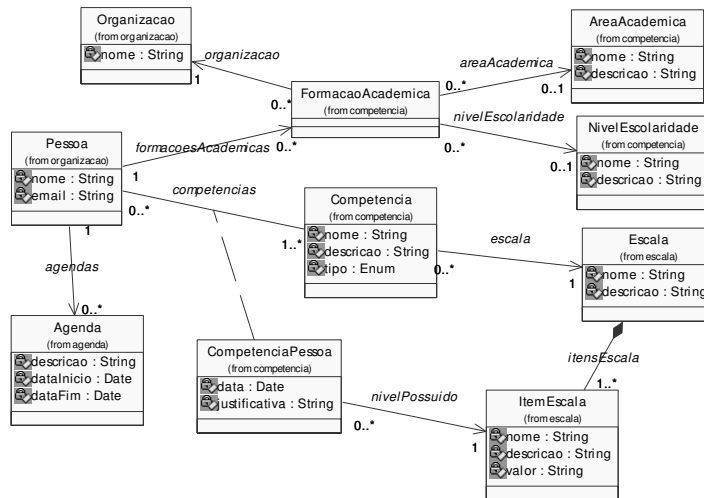 Organizacao
(from competencia)
nome : String
organizacao
1
0..*
FormacaoAcademica
(from competencia)
areaAcademica
0..*
0..1
AreaAcademica
(from competencia)
nome : String
descricao : String
nivelEscolaridade
0..*
0..1
NivelEscolaridade
(from competencia)
nome : String
descricao : String
Pessoa
(from organizacao)
nome : String
email : String
formacoesAcademicas
1
0..*
competencias
0..*
1..*
Competencia
(from competencia)
nome : String
descricao : String
tipo : Enum
escala
0..*
1
Escala
(from escala)
nome : String
descricao : String
1
agendas
0..*
Agenda
(from agenda)
descricao : String
dataInicio : Date
dataFim : Date
CompetenciaPessoa
(from competencia)
data : Date
justificativa : String
nivelPossuido
0..*
1
itensEscala
1..*
ItemEscala
(from escala)
nome : String
descricao : String
valor : String